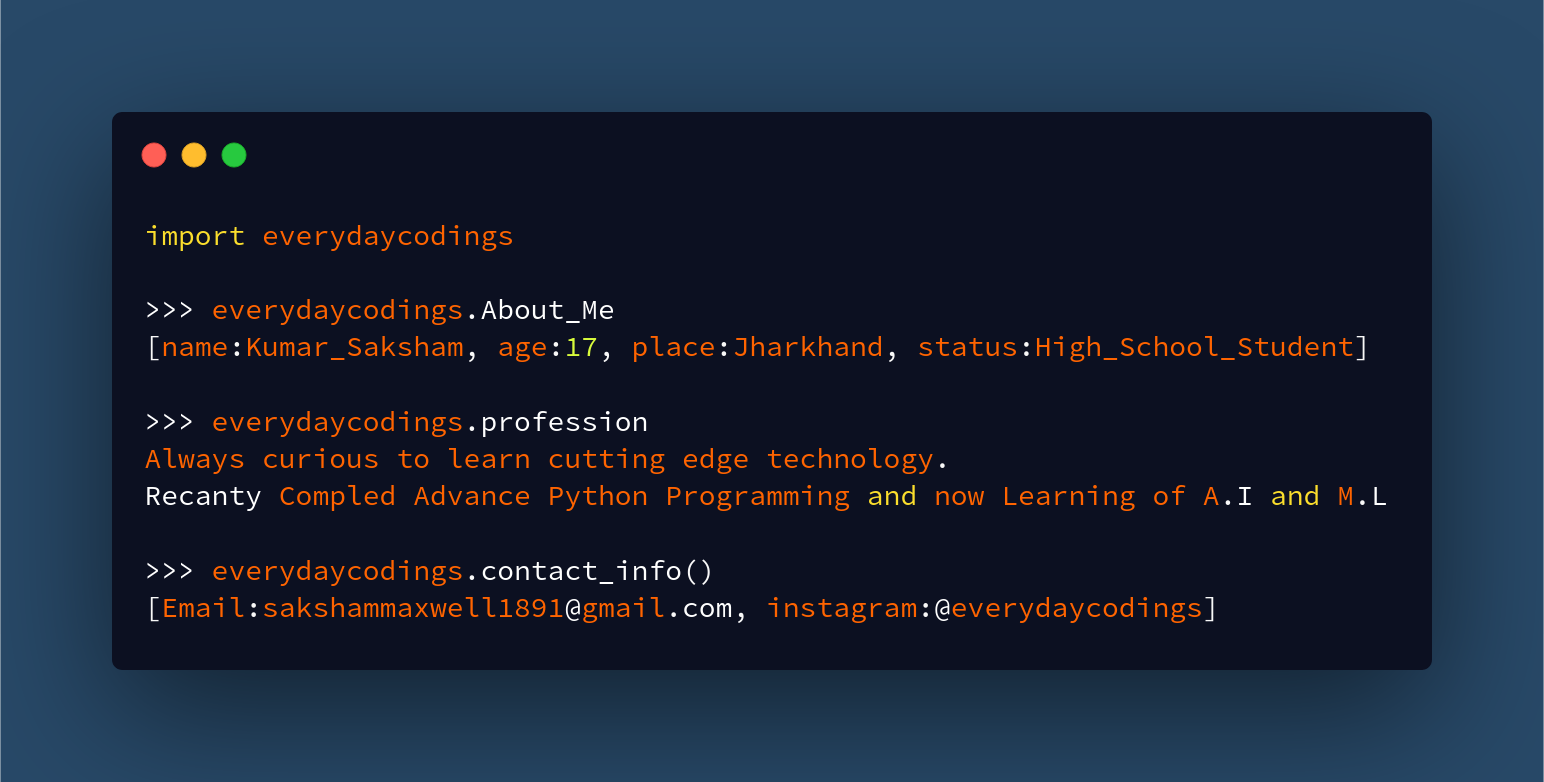 import everydaycodings
>>> everydaycodings.About_Me
[name:Kumar_Saksham, age:17, place:Jharkhand, status:High_School_Student]
>>> everydaycodings.profession
Always curious to learn cutting edge technology.
Recanty Compled Advance Python Programming and now Learning of A.I and M.L
>>> everydaycodings.contact_info()
[Email:sakshammaxwell1891@gmail.com, instagram:@everydaycodings]